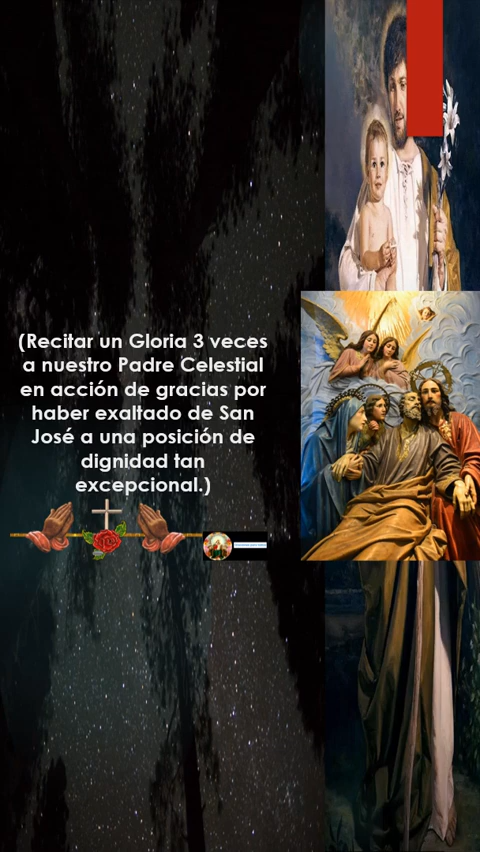 (Recitar un Gloria 3 veces
a nuestro Padre Celestial
en acción de gracias por
haber exaltado de San
José a una posición de
dignidad tan
excepcional.)